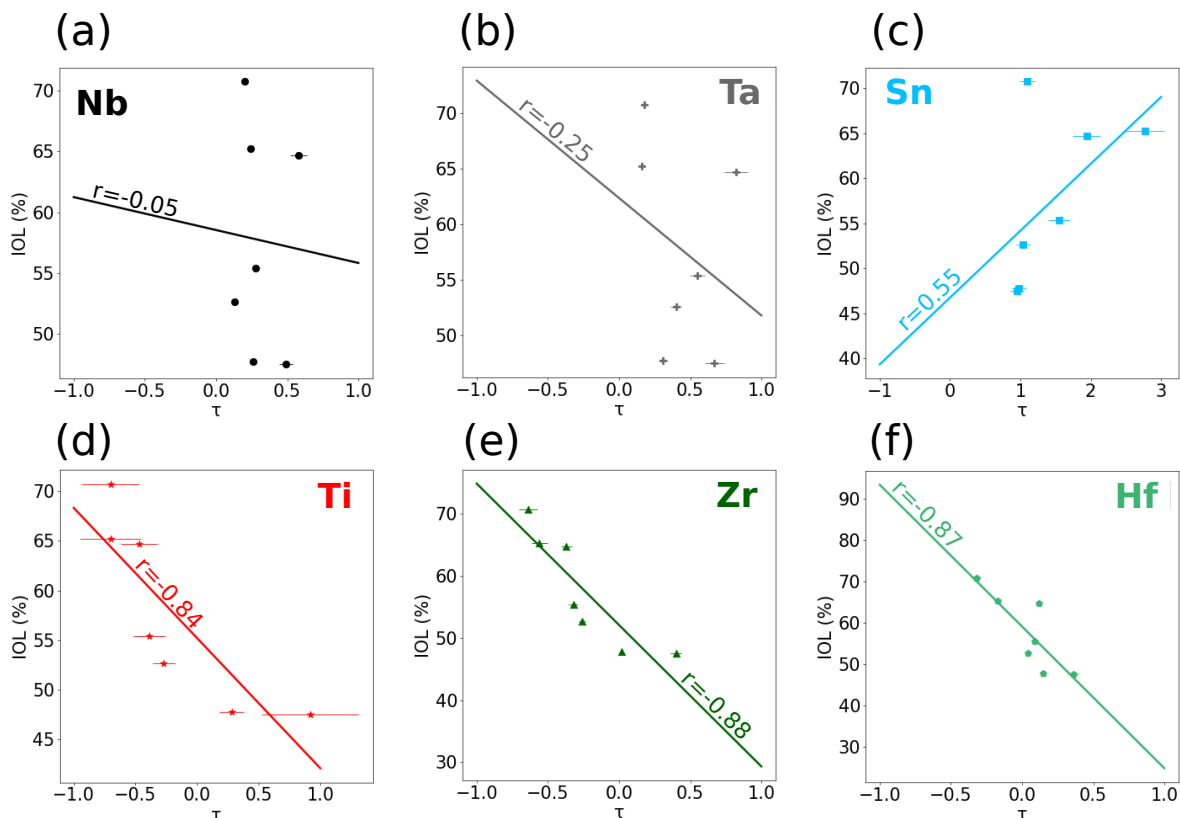 (a)
Nb
r=-0.05
IOL (%)
70
65
60
55
50
−1.0 −0.5 0.0 0.5 1.0
τ
(b)
Ta
r=-0.25
IOL (%)
70
65
60
55
50
−1.0 −0.5 0.0 0.5 1.0
τ
(c)
Sn
r=0.55
IOL (%)
70
65
60
55
50
45
40
−1 0 1 2 3
τ
(d)
Ti
r=-0.84
IOL (%)
70
65
60
55
50
45
−1.0 −0.5 0.0 0.5 1.0
τ
(e)
Zr
r=-0.88
IOL (%)
70
60
50
40
30
−1.0 −0.5 0.0 0.5 1.0
τ
(f)
Hf
r=-0.87
IOL (%)
90
80
70
60
50
40
30
−1.0 −0.5 0.0 0.5 1.0
τ